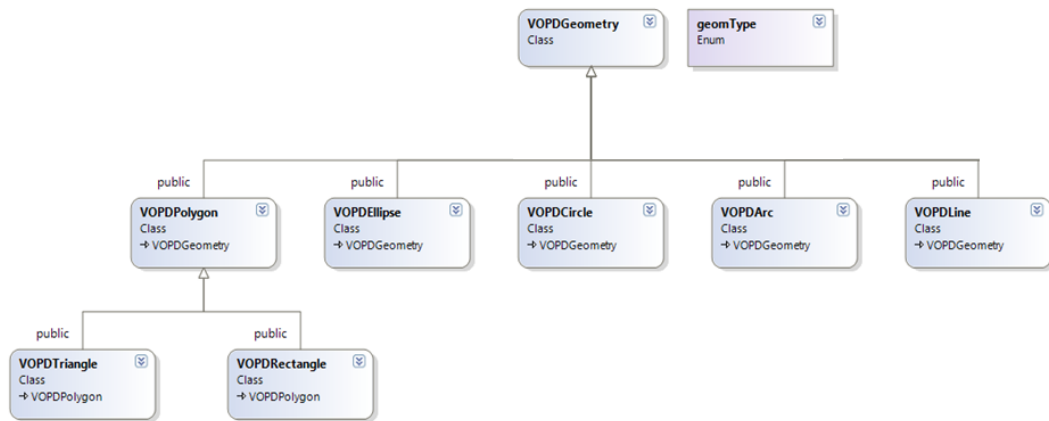 VOPDGeometry
Class
geomType
Enum
public
public
public
public
public
VOPDPolygon
Class
VOPDGeometry
VOPDEllipse
Class
VOPDGeometry
VOPDCircle
Class
VOPDGeometry
VOPDArc
Class
VOPDGeometry
VOPDLine
Class
VOPDGeometry
public
public
VOPDTriangle
Class
VOPDPolygon
VOPDRectangle
Class
VOPDPolygon